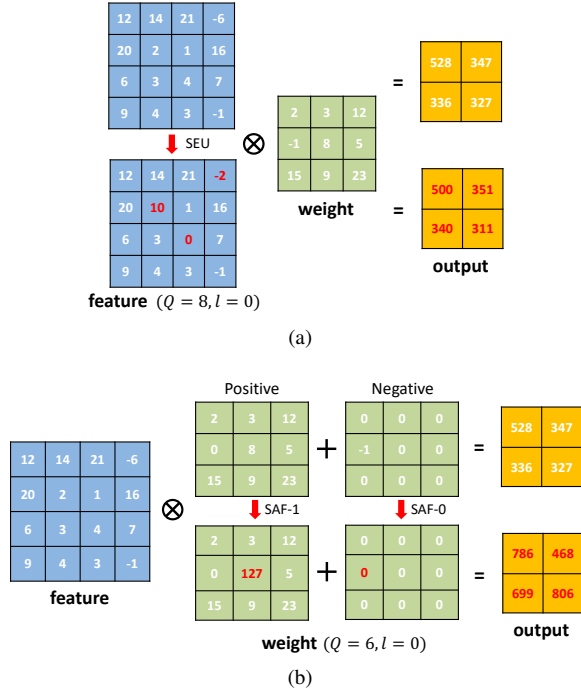 12 14 21 -6
20 2 1 16
6 3 4 7
9 4 3 -1
SEU
12 14 21 -2
20 10 1 16
6 3 0 7
9 4 3 -1
feature (Q = 8, l = 0)
⊗
2 3 12
-1 8 5
15 9 23
weight
=
528 347
336 327
=
500 351
340 311
output
(a)
Positive
Negative
12 14 21 -6
20 2 1 16
6 3 4 7
9 4 3 -1
feature
⊗
2 3 12
0 8 5
15 9 23
+
0 0 0
-1 0 0
0 0 0
=
528 347
336 327
SAF-1
SAF-0
2 3 12
0 127 5
15 9 23
+
0 0 0
0 0 0
0 0 0
=
786 468
699 806
weight (Q = 6, l = 0)
output
(b)